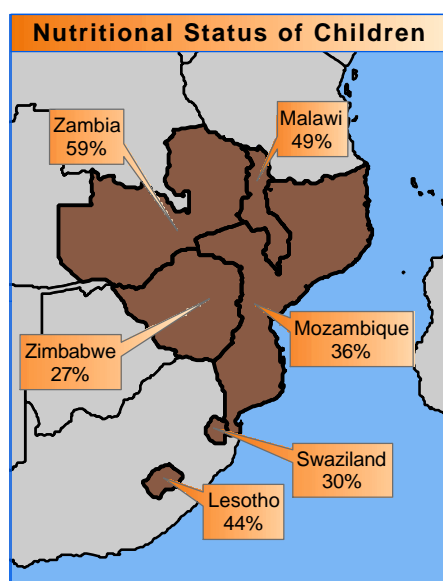 Nutritional Status of Children
Zambia
59%
Malawi
49%
Zimbabwe
27%
Mozambique
36%
Swaziland
30%
Lesotho
44%